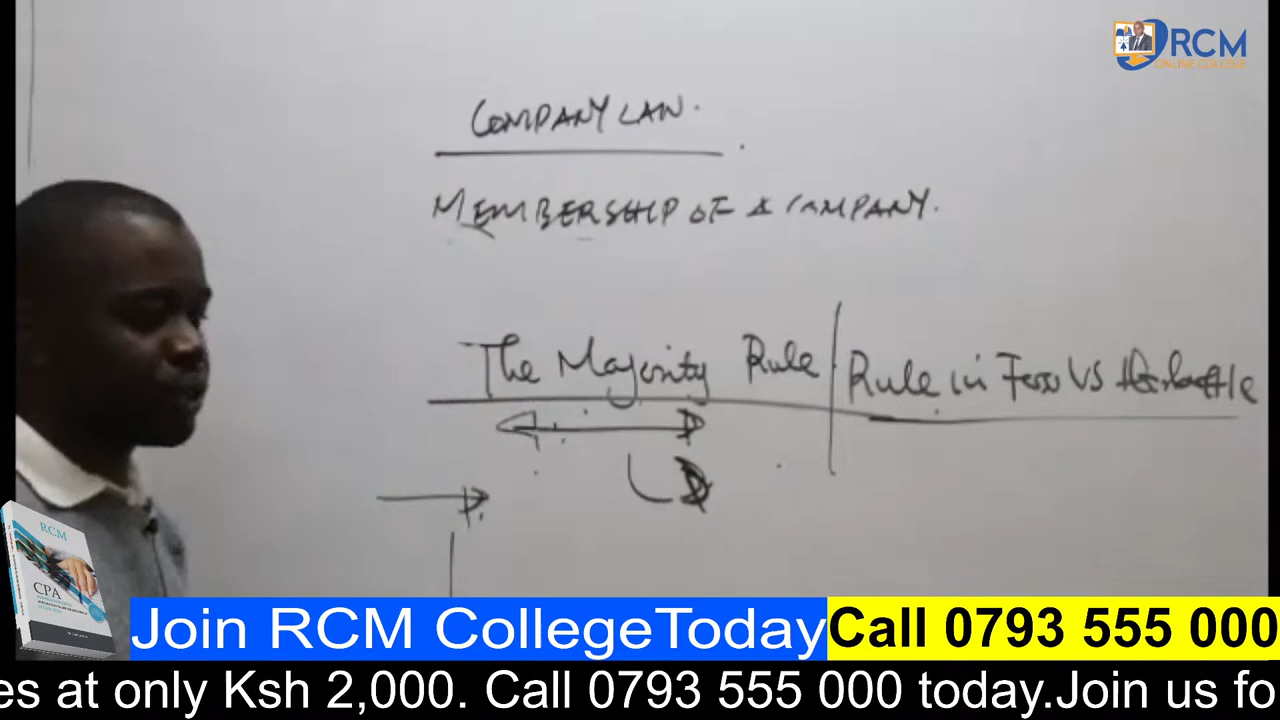 RCM
ONLINE COLLEGE
COMPANY LAW.
MEMBERSHIP OF A COMPANY.
The Majority Rule
Rule in Foss VS Harbottle
RCM
CPA
Join RCM CollegeToday
Call 0793 555 000
es at only Ksh 2,000. Call 0793 555 000 today.Join us fo